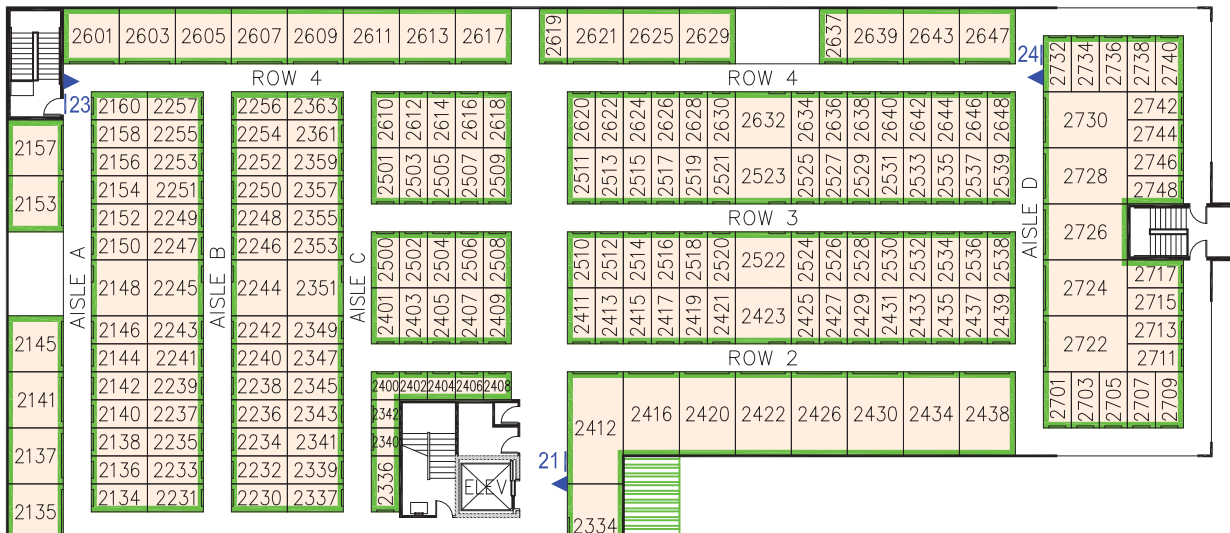 2601 2603 2605 2607 2609 2611 2613 2617 2619 2621 2625 2629 2637 2639 2643 2647
ROW 4 ROW 4
23 24
2732 2734 2736 2738 2740
2160 2257 2256 2363 2610 2612 2614 2616 2618 2620 2622 2624 2626 2628 2630 2632 2634 2636 2638 2640 2642 2644 2646 2648 2730 2742
2158 2255 2254 2361 2744
2157 2156 2253 2252 2359 2501 2503 2505 2507 2509 2511 2513 2515 2517 2519 2521 2523 2525 2527 2529 2531 2533 2535 2537 2539 2728 2746
2154 2251 2250 2357 2748
2153 2152 2249 2248 2355 ROW 3 2726
2150 2247 2246 2353 2500 2502 2504 2506 2508 2510 2512 2514 2516 2518 2520 2522 2524 2526 2528 2530 2532 2534 2536 2538
AISLE A AISLE B AISLE C AISLE D
2148 2245 2244 2351 2401 2403 2405 2407 2409 2411 2413 2415 2417 2419 2421 2423 2425 2427 2429 2431 2433 2435 2437 2439 2724 2717
2715
2145 2146 2243 2242 2349 2722 2713
2144 2241 2240 2347 ROW 2 2711
2141 2142 2239 2238 2345 2400 2402 2404 2406 2408 2701 2703 2705 2707 2709
2140 2237 2236 2343 2342 2412 2416 2420 2422 2426 2430 2434 2438
2138 2235 2234 2341 2340
2137 2136 2233 2232 2339 2336 21
2135 2134 2231 2230 2337 ELEV 2334